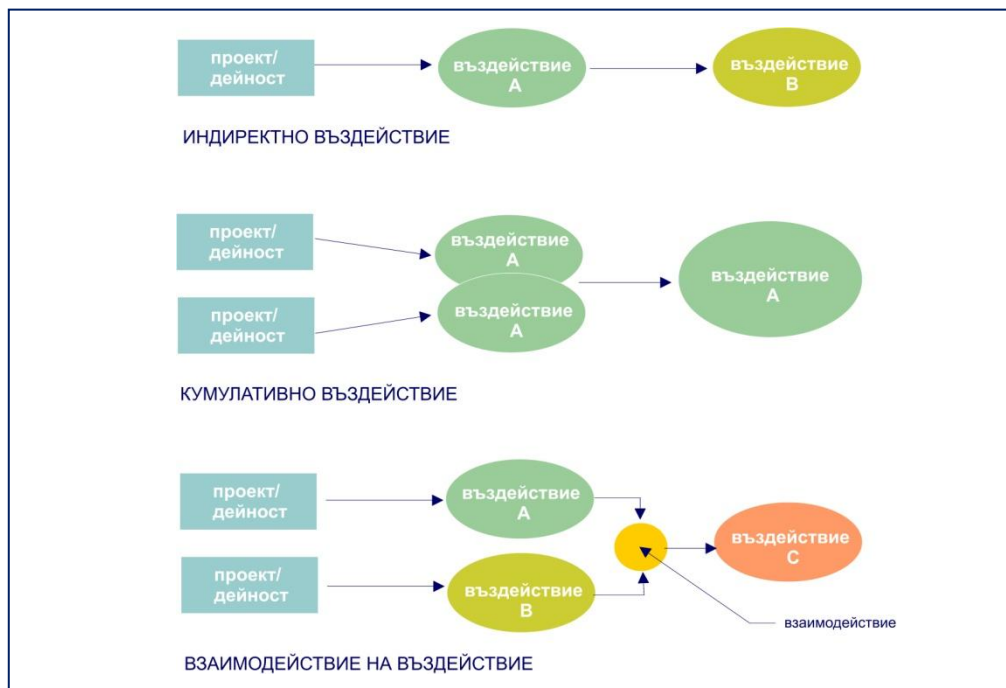 проект/
дейност
въздействие
А
въздействие
В
ИНДИРЕКТНО ВЪЗДЕЙСТВИЕ
проект/
дейност
въздействие
А
въздействие
А
проект/
дейност
въздействие
А
КУМУЛАТИВНО ВЪЗДЕЙСТВИЕ
проект/
дейност
въздействие
А
въздействие
С
проект/
дейност
въздействие
В
взаимодействие
ВЗАИМОДЕЙСТВИЕ НА ВЪЗДЕЙСТВИЕ